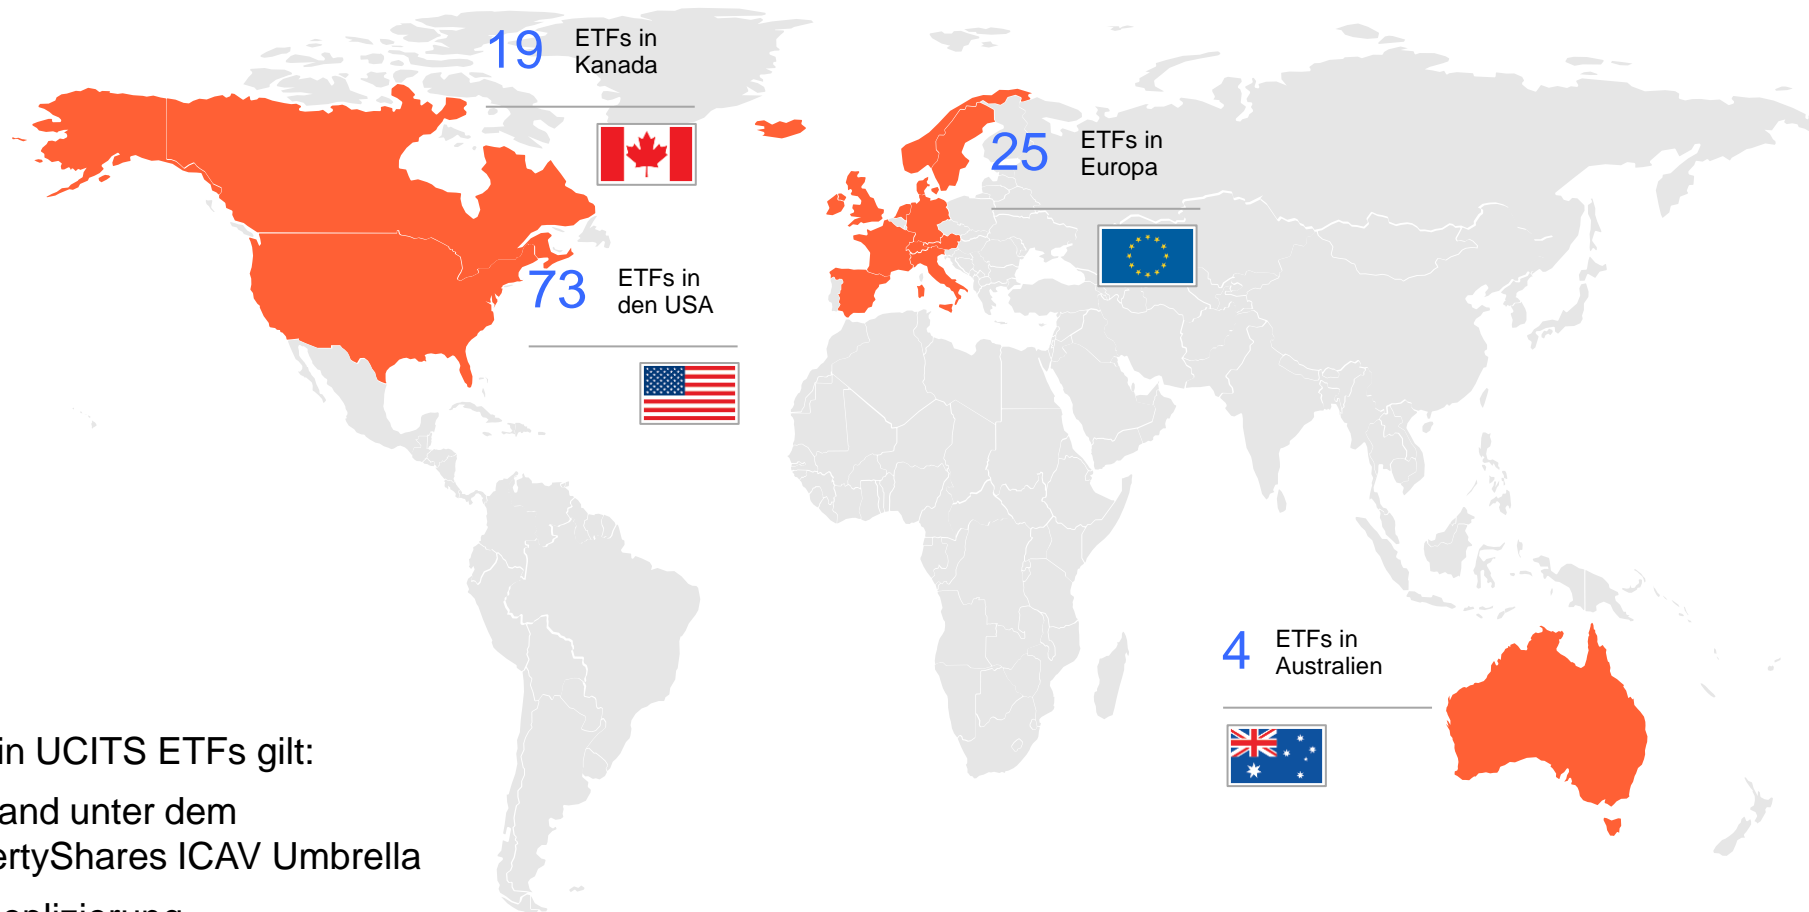 19
ETFs in
Kanada
25
ETFs in
Europa
73
ETFs in
den USA
4
ETFs in
Australien
in UCITS ETFs gilt:
and unter dem
ertyShares ICAV Umbrella